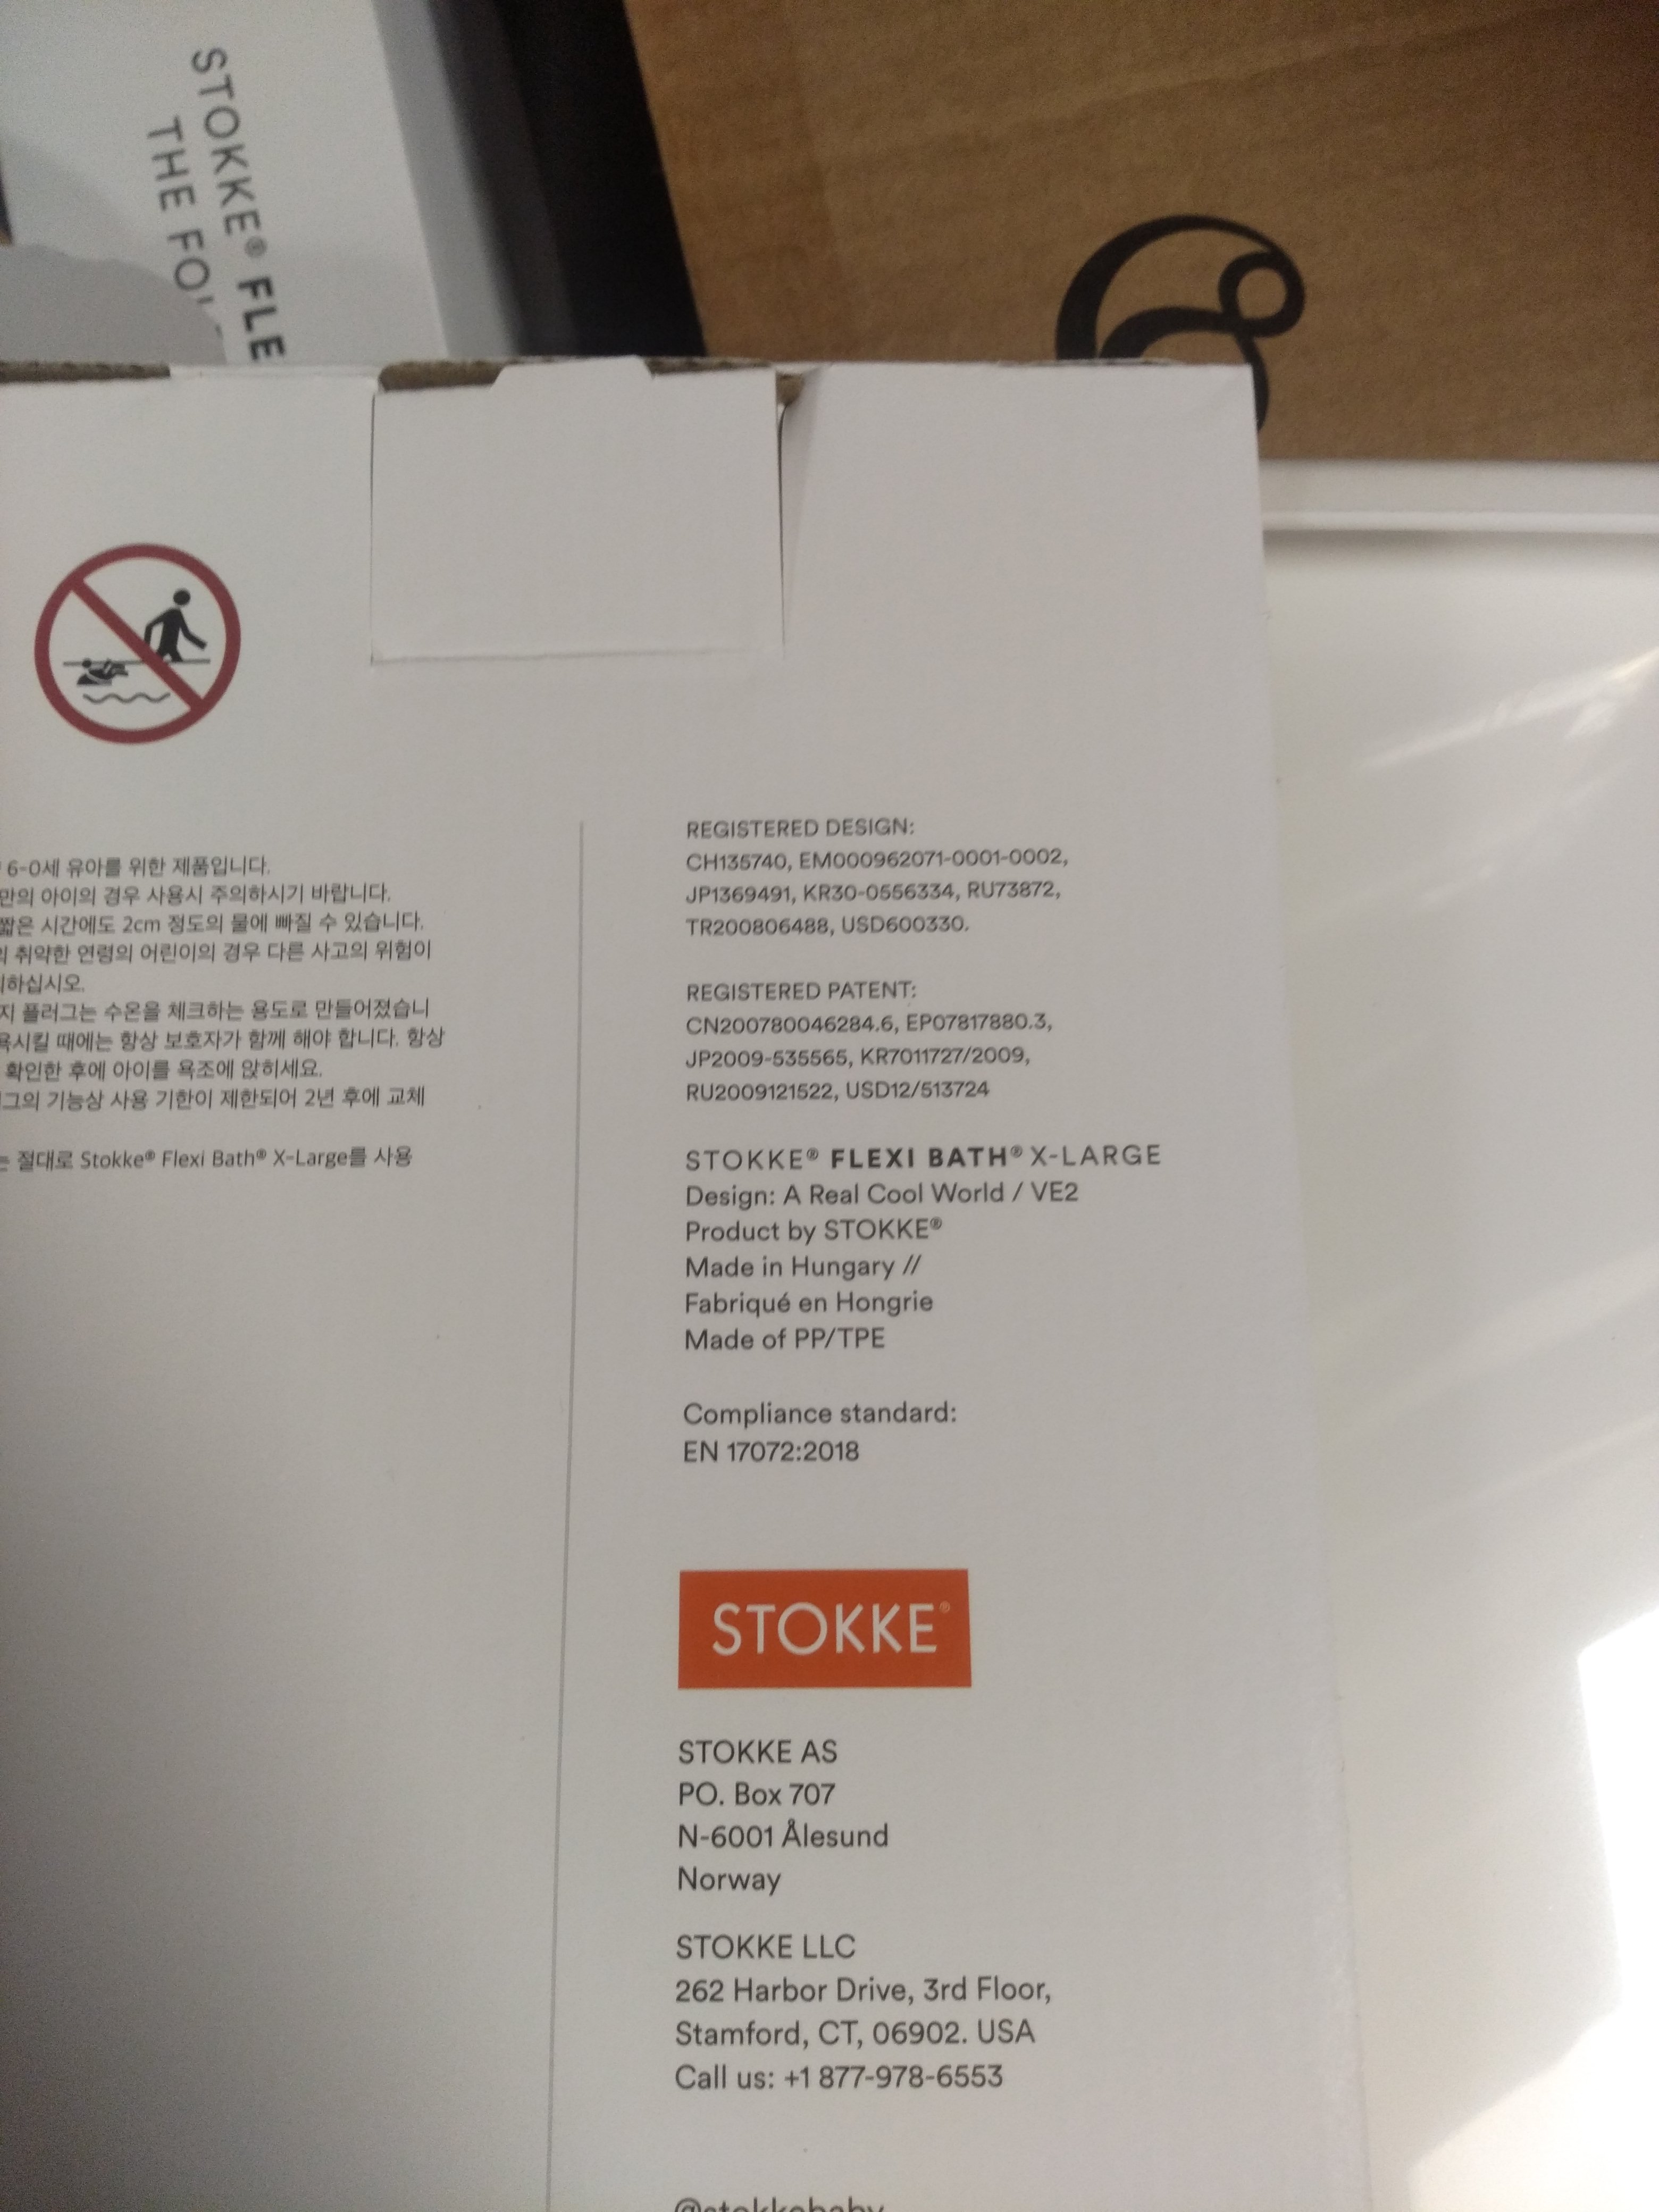 STOKKE® FLE
THE FO
6-0세 유아를 위한 제품입니다.
만의 아이의 경우 사용시 주의하시기 바랍니다.
짧은 시간에도 2cm 정도의 물에 빠질 수 있습니다.
취약한 연령의 어린이의 경우 다른 사고의 위험이
하십시오.
플러그는 수온을 체크하는 용도로 만들어졌습니
욕시킬 때에는 항상 보호자가 함께 해야 합니다. 항상
확인한 후에 아이를 욕조에 앉히세요.
그의 기능상 사용 기한이 제한되어 2년 후에 교체
는 절대로 Stokke® Flexi Bath® X-Large를 사용
REGISTERED DESIGN:
CH135740, EM000962071-0001-0002,
JP1369491, KR30-0556334, RU73872,
TR200806488, USD600330.
REGISTERED PATENT:
CN200780046284.6, EP07817880.3,
JP2009-535565, KR7011727/2009,
RU2009121522, USD12/513724
STOKKE® FLEXI BATH® X-LARGE
Design: A Real Cool World / VE2
Product by STOKKE®
Made in Hungary //
Fabriqué en Hongrie
Made of PP/TPE
Compliance standard:
EN 17072:2018
STOKKE®
STOKKE AS
PO. Box 707
N-6001 Ålesund
Norway
STOKKE LLC
262 Harbor Drive, 3rd Floor,
Stamford, CT, 06902. USA
Call us: +1 877-978-6553
@stokkebaby